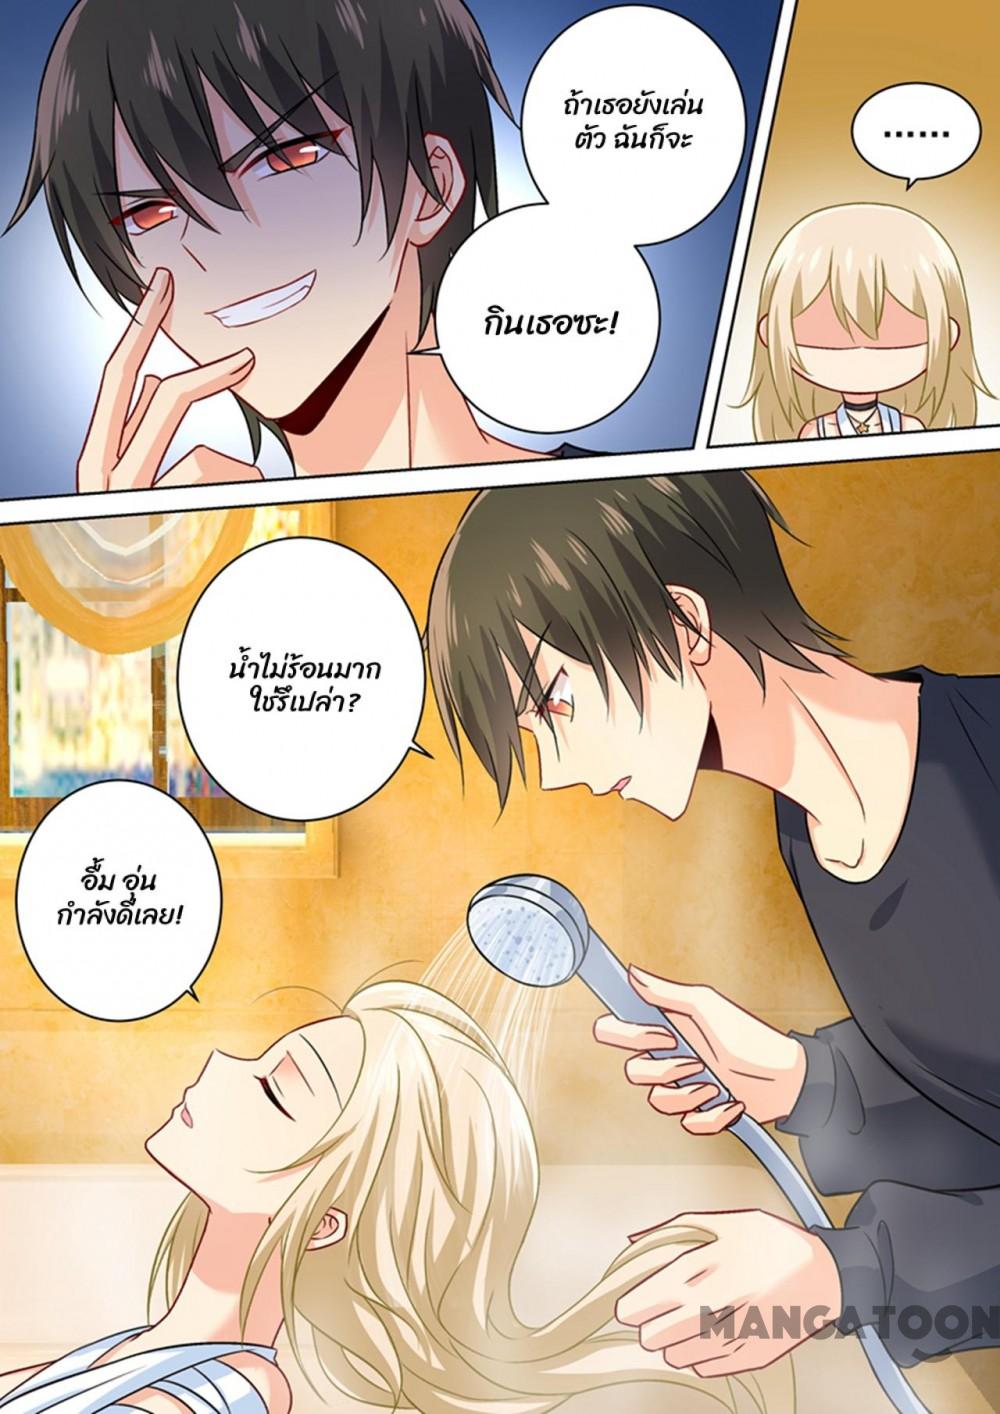 ถ้าเธอยังเล่น
ตัว ฉันก็จะ
กินเธอซะ!
......
น้ำไม่ร้อนมาก
ใช่รึเปล่า?
อื้ม อุ่น
กำลังดีเลย!
MANGATOON